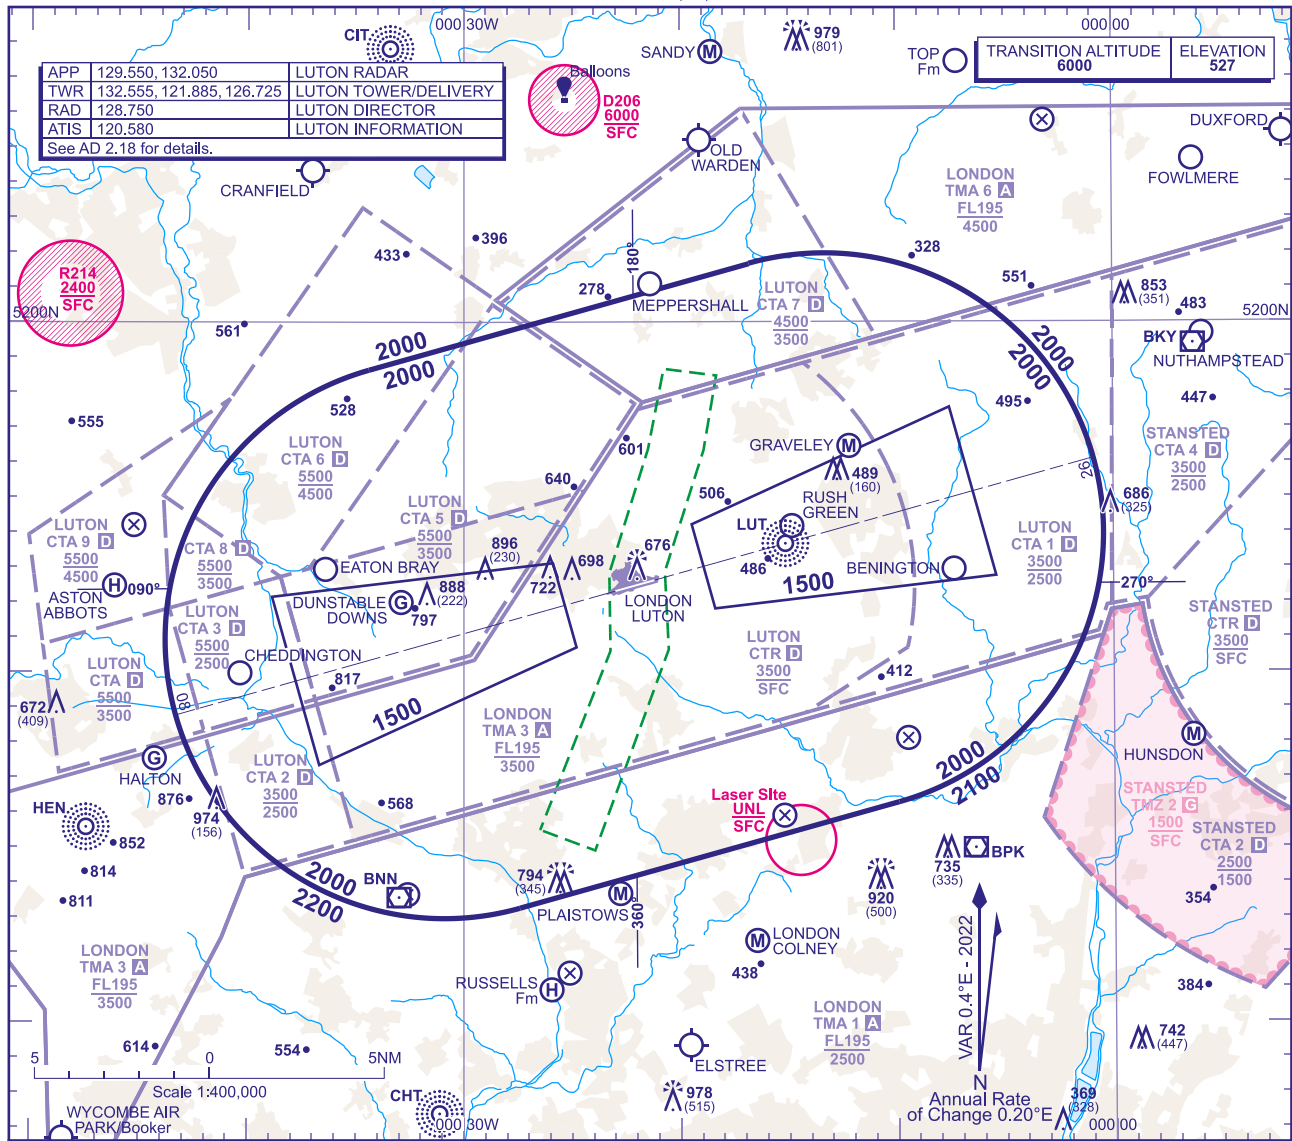 000 30W
000 00
CIT
SANDY M
979
(801)
TOP
Fm
TRANSITION ALTITUDE
6000
ELEVATION
527
APP 129.550, 132.050 LUTON RADAR
TWR 132.555, 121.885, 126.725 LUTON TOWER/DELIVERY
RAD 128.750 LUTON DIRECTOR
ATIS 120.580 LUTON INFORMATION
See AD 2.18 for details.
Balloons
D206
6000
SFC
DUXFORD
OLD
WARDEN
FOWLMERE
CRANFIELD
LONDON
TMA 6 A
FL195
4500
396
433
180°
328
R214
2400
SFC
551
853
(351)
278
MEPPERSHALL
LUTON
CTA 7 D
4500
3500
483
5200N
5200N
561
BKY
NUTHAMPSTEAD
2000
2000
2000
2000
528
495
447
555
LUTON
CTA 6 D
5500
4500
601
GRAVELEY M
STANSTED
CTA 4 D
3500
2500
640
489
(160)
26
506
RUSH
GREEN
686
(325)
LUTON
CTA 5 D
5500
3500
LUTON
CTA 9 D
5500
4500
LUT
LUTON
CTA 1 D
3500
2500
CTA 8 D
5500
3500
896
(230)
698
676
486
EATON BRAY
BENINGTON
H
ASTON
ABBOTS
090°
722
1500
270°
888
(222)
DUNSTABLE
DOWNS
G
797
LONDON
LUTON
STANSTED
CTR D
3500
SFC
LUTON
CTA 3 D
5500
2500
LUTON
CTR D
3500
SFC
CHEDDINGTON
LUTON
CTA D
5500
3500
817
412
672
(409)
08
1500
LONDON
TMA 3 A
FL195
3500
M
HUNSDON
G
HALTON
LUTON
CTA 2 D
3500
2500
2000
2100
STANSTED
TMZ 2 G
1500
SFC
876
974
(156)
568
Laser Site
UNL
SFC
HEN
STANSTED
CTA 2 D
2500
1500
852
735
(335)
BPK
814
2000
2200
BNN
794
(345)
920
(500)
354
811
M
PLAISTOWS
360°
M LONDON
COLNEY
438
VAR 0.4°E - 2022
LONDON
TMA 3 A
FL195
3500
RUSSELLS
Fm
H
384
LONDON
TMA 1 A
FL195
2500
614
554
742
(447)
5 0 5NM
ELSTREE
Scale 1:400,000
N
Annual Rate
of Change 0.20°E
CHT
978
(515)
369
(328)
WYCOMBE AIR
PARK/Booker
000 30W
000 00